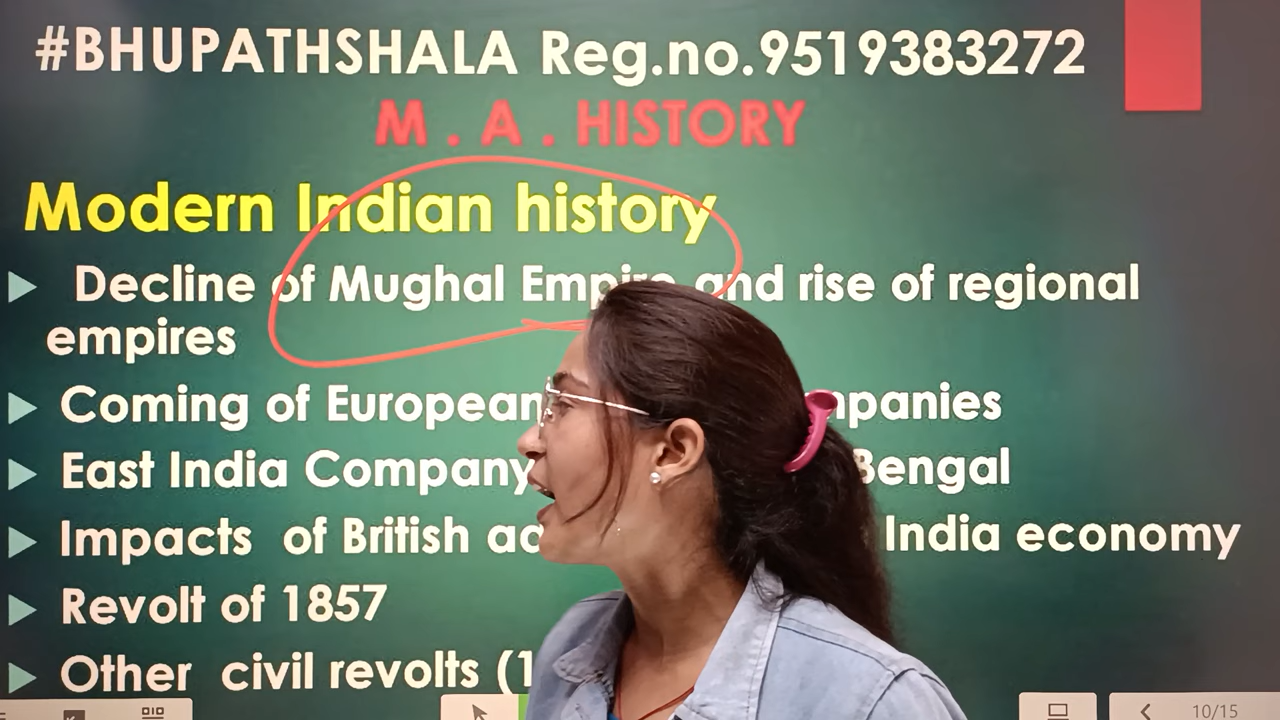 #BHUPATHSHALA Reg.no.9519383272
M . A . HISTORY
Modern Indian history
Decline of Mughal Empire and rise of regional
empires
Coming of European
East India Company Bengal
Impacts of British India economy
Revolt of 1857
Other civil revolts (1
10/15